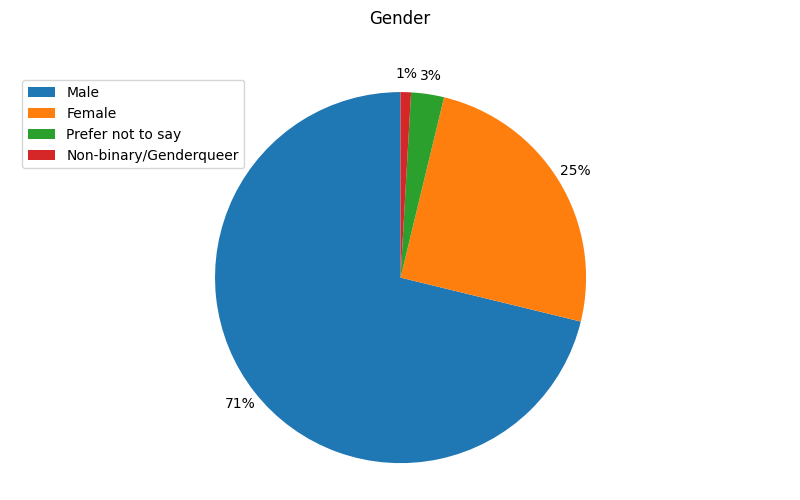 Gender
Male
Female
Prefer not to say
Non-binary/Genderqueer
1%
3%
25%
71%